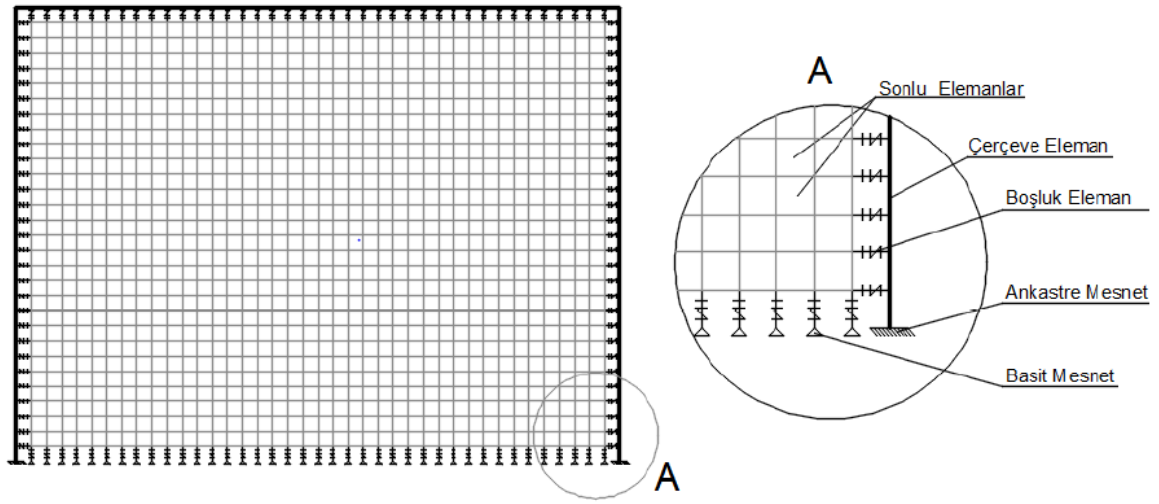 A
Sonlu Elemanlar
Çerçeve Eleman
Boşluk Eleman
Ankastre Mesnet
Basit Mesnet
A